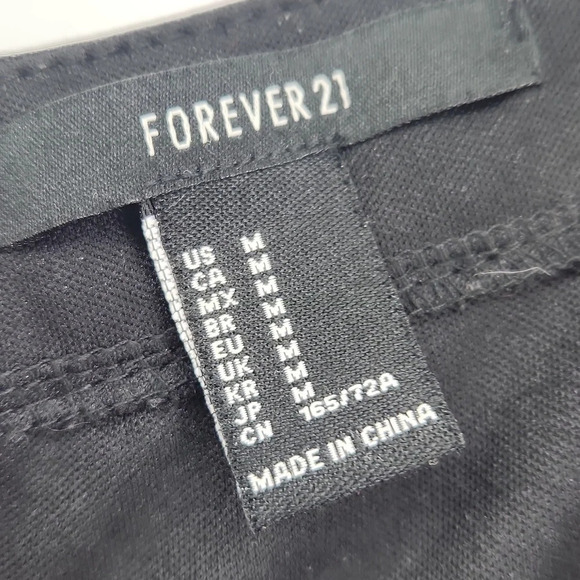 FOREVER 21
US M
CA M
MX M
BR M
EU M
UK M
KR M
JP M
CN 165/72A
MADE IN CHINA